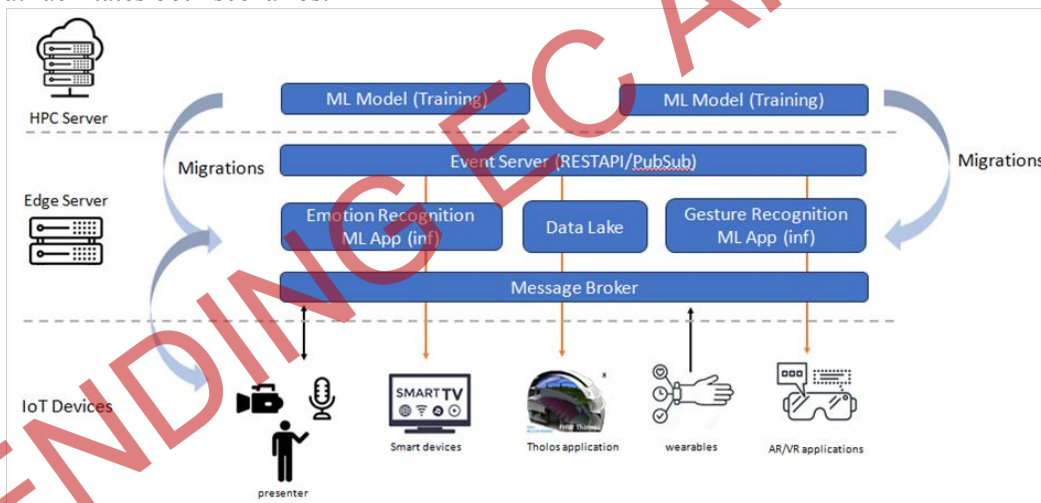 HPC Server
ML Model (Training)
ML Model (Training)
Migrations
Event Server (RESTAPI/PubSub)
Migrations
Edge Server
Emotion Recognition
ML App (inf)
Data Lake
Gesture Recognition
ML App (inf)
Message Broker
IoT Devices
SMART TV
x
Smart devices
Tholos application
wearables
AR/VR applications
presenter
ENDING EC A